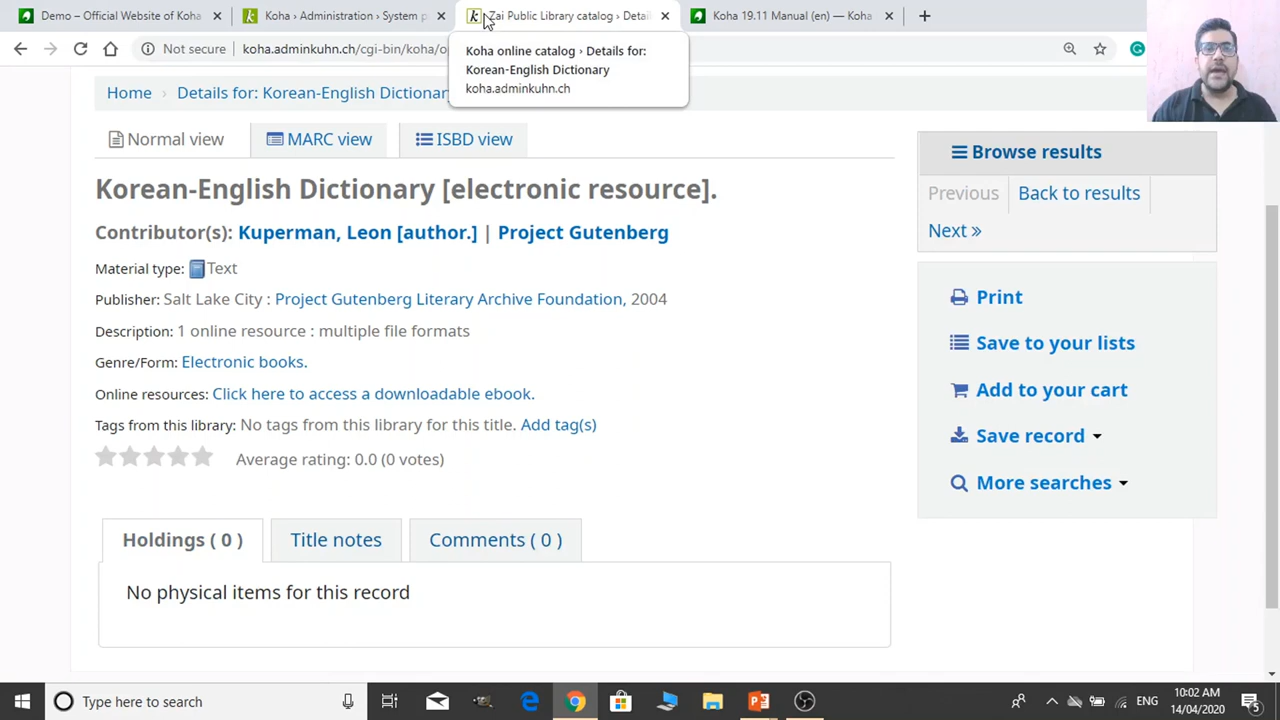 Demo – Official Website of Koha
Koha › Administration › System p
Zai Public Library catalog › Detai
Koha 19.11 Manual (en) — Koha
Not secure
koha.adminkuhn.ch/cgi-bin/koha/o
Koha online catalog › Details for:
Korean-English Dictionary
koha.adminkuhn.ch
Home
Details for: Korean-English Dictionar
Normal view
MARC view
ISBD view
Korean-English Dictionary [electronic resource].
Contributor(s): Kuperman, Leon [author.] | Project Gutenberg
Material type: Text
Publisher: Salt Lake City : Project Gutenberg Literary Archive Foundation, 2004
Description: 1 online resource : multiple file formats
Genre/Form: Electronic books.
Online resources: Click here to access a downloadable ebook.
Tags from this library: No tags from this library for this title. Add tag(s)
Average rating: 0.0 (0 votes)
Holdings ( 0 )
Title notes
Comments ( 0 )
No physical items for this record
Browse results
Previous
Back to results
Next »
Print
Save to your lists
Add to your cart
Save record
More searches
Type here to search
ENG
10:02 AM
14/04/2020
5